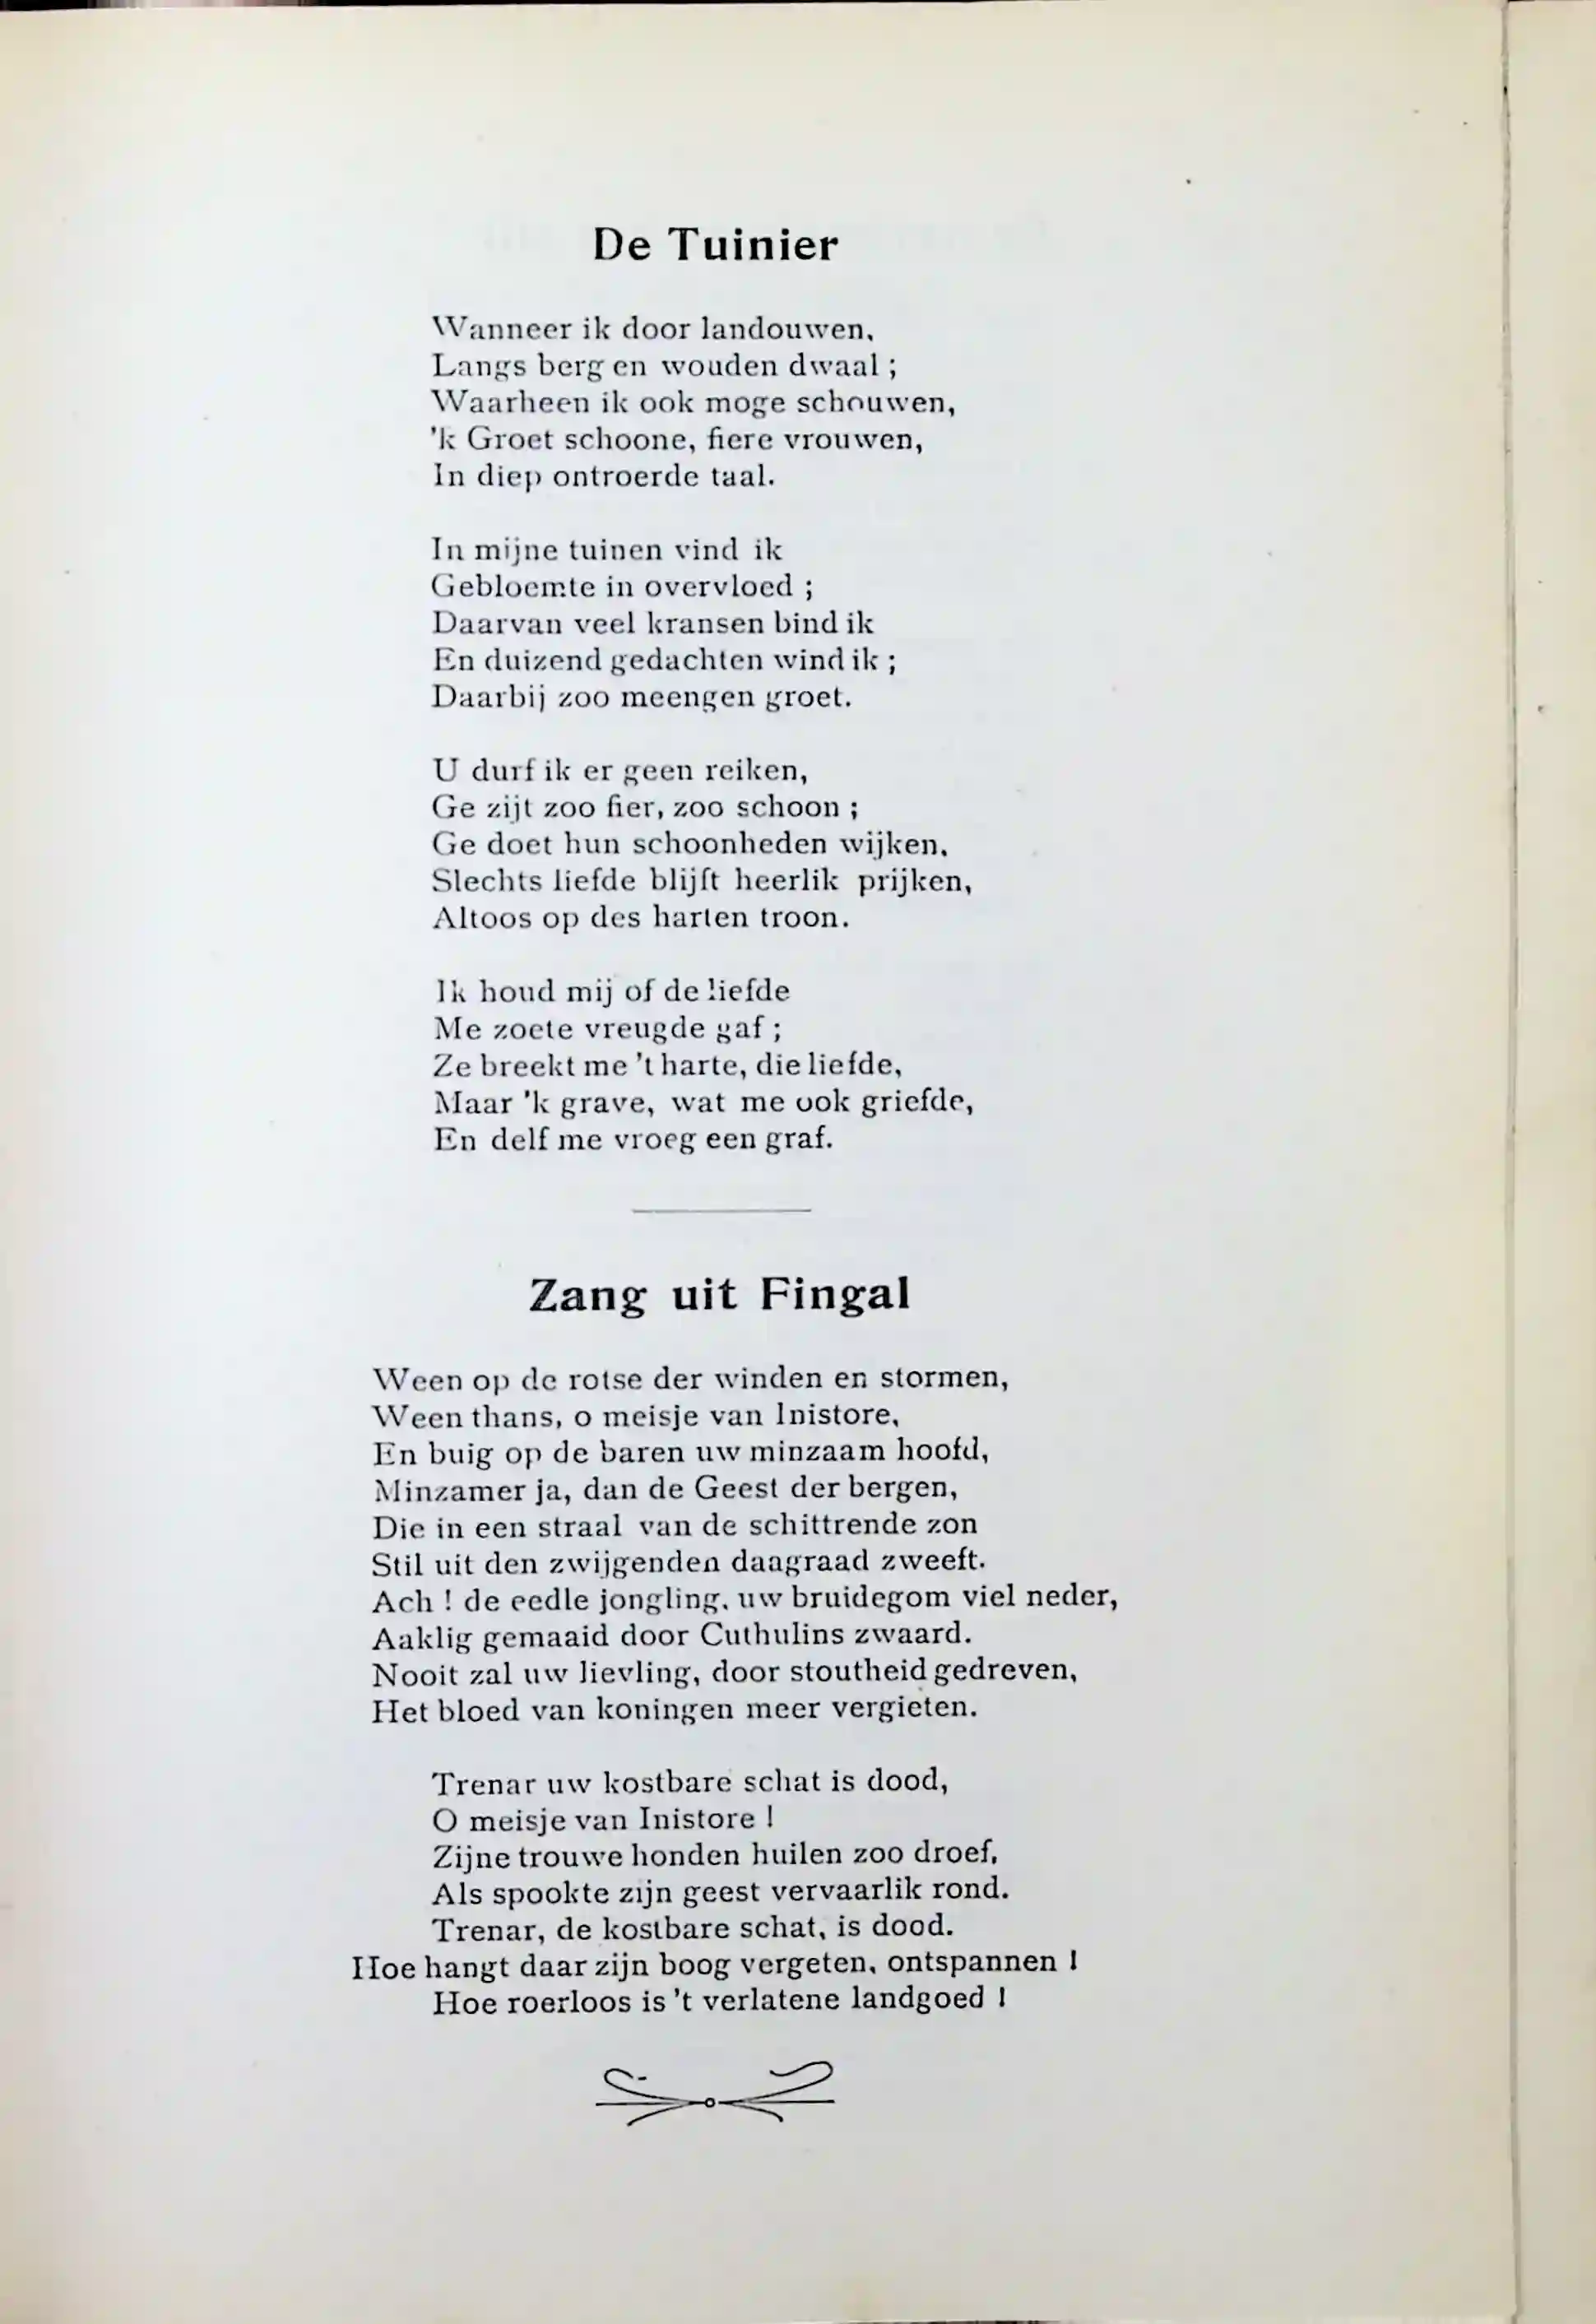 De Tuinier
Wanneer ik door landouwen,
Langs berg en wouden dwaal ;
Waarheen ik ook moge schouwen,
'k Groet schoone, fiere vrouwen,
In diep ontroerde taal.
In mijne tuinen vind ik
Gebloemte in overvloed ;
Daarvan veel kransen bind ik
En duizend gedachten wind ik ;
Daarbij zoo meengen groet.
U durf ik er geen reiken,
Ge zijt zoo fier, zoo schoon ;
Ge doet hun schoonheden wijken,
Slechts liefde blijft heerlik prijken,
Altoos op des harten troon.
Ik houd mij of de liefde
Me zoete vreugde gaf ;
Ze breekt me 't harte, die liefde,
Maar 'k grave, wat me ook griefde,
En delf me vroeg een graf.
Zang uit Fingal
Ween op de rotse der winden en stormen,
Ween thans, o meisje van Inistore,
En buig op de baren uw minzaam hoofd,
Minzamer ja, dan de Geest der bergen,
Die in een straal van de schittrende zon
Stil uit den zwijgenden daagraad zweeft.
Ach ! de eedle jongling, uw bruidegom viel neder,
Aaklig gemaaid door Cuthulins zwaard.
Nooit zal uw lievling, door stoutheid gedreven,
Het bloed van koningen meer vergieten.
Trenar uw kostbare schat is dood,
O meisje van Inistore !
Zijne trouwe honden huilen zoo droef,
Als spookte zijn geest vervaarlik rond.
Trenar, de kostbare schat, is dood.
Hoe hangt daar zijn boog vergeten, ontspannen !
Hoe roerloos is 't verlatene landgoed !